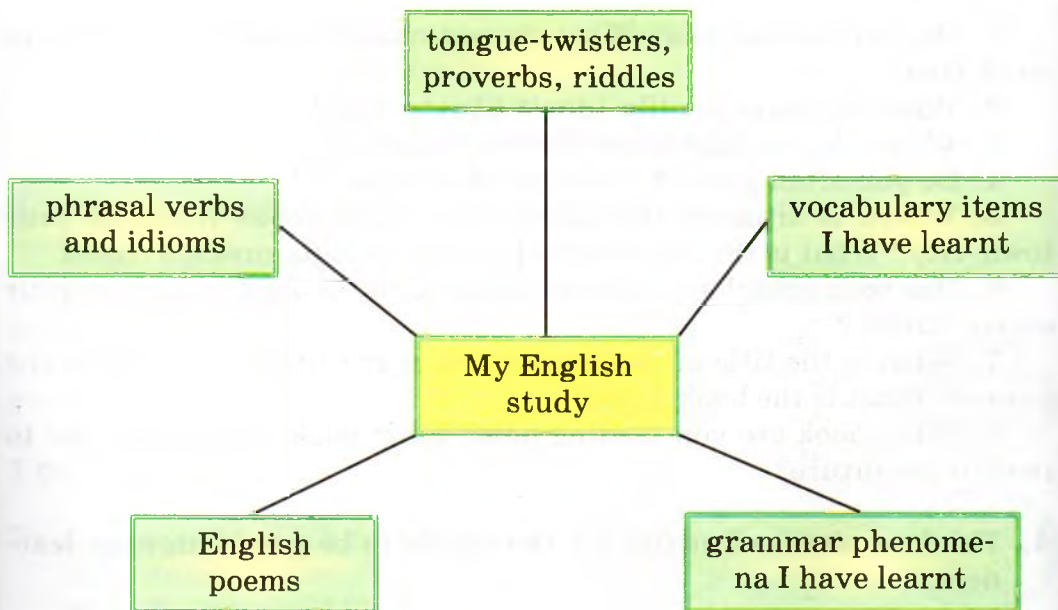 tongue-twisters,
proverbs, riddles
phrasal verbs
and idioms
vocabulary items
I have learnt
My English
study
English
poems
grammar phenome-
na I have learnt